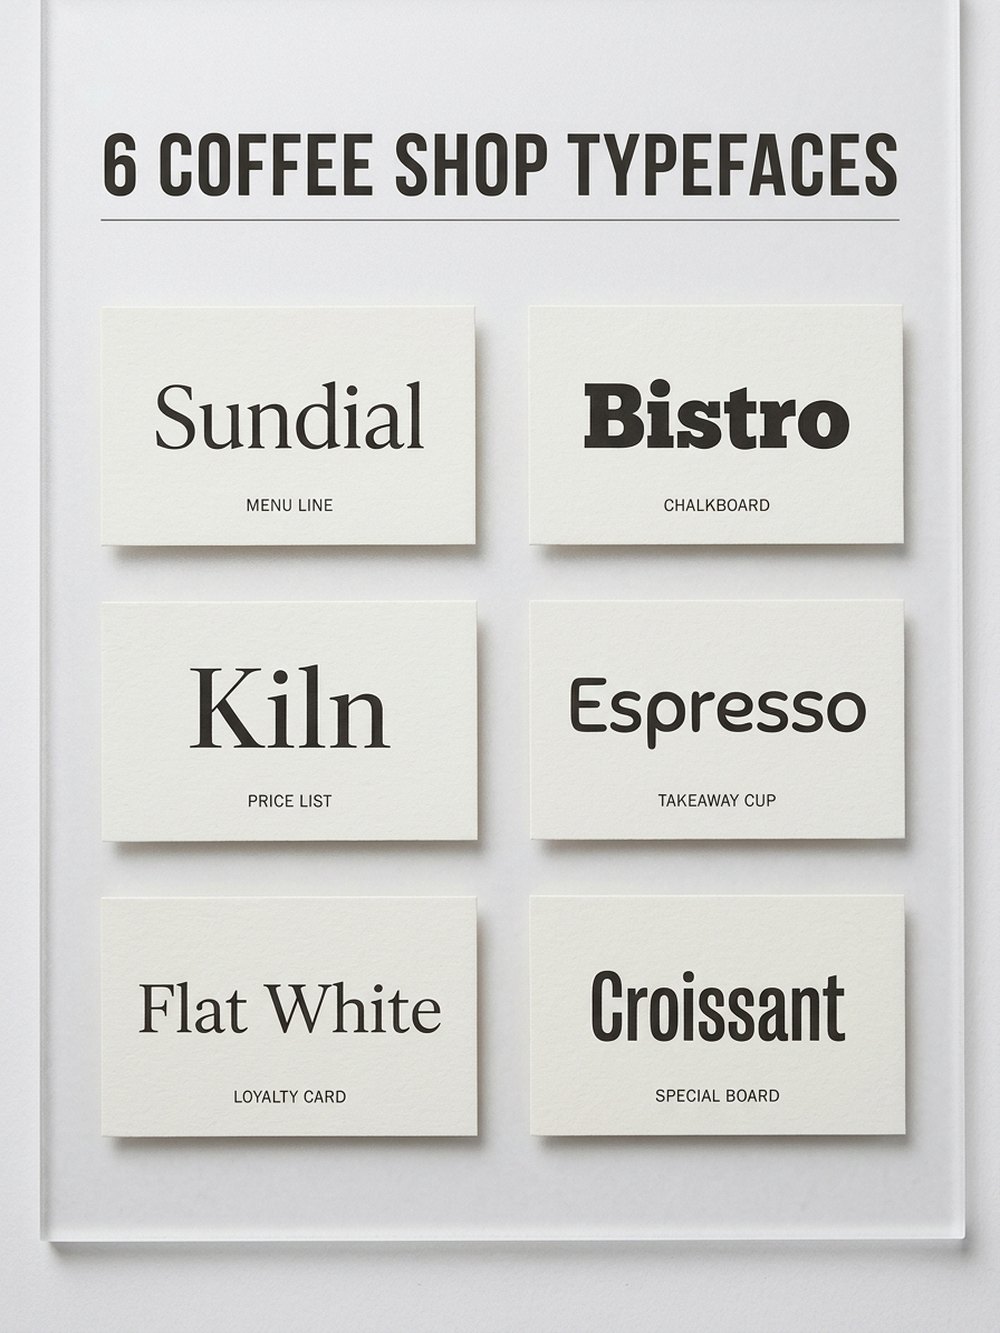 6 COFFEE SHOP TYPEFACES
Sundial
MENU LINE
Bistro
CHALKBOARD
Kiln
PRICE LIST
Espresso
TAKEAWAY CUP
Flat White
LOYALTY CARD
Croissant
SPECIAL BOARD